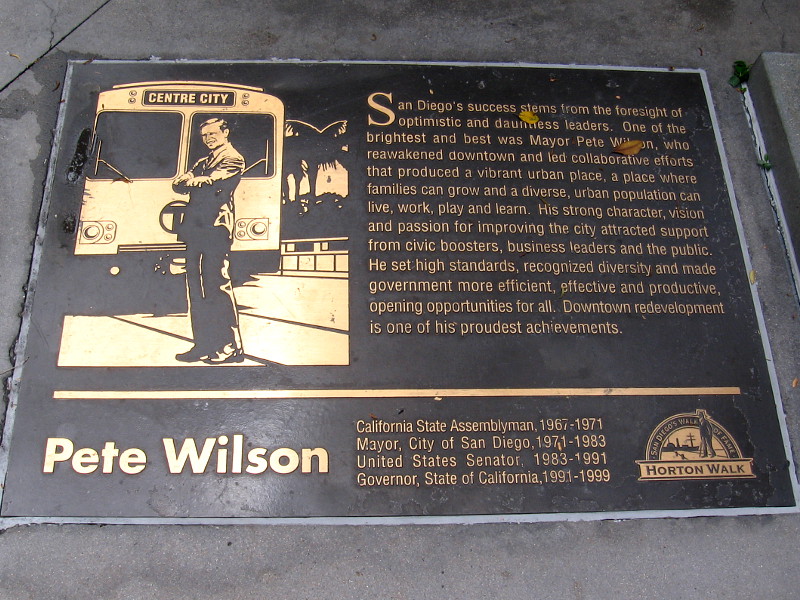 CENTRE CITY
San Diego's success stems from the foresight of
optimistic and dauntless leaders. One of the
brightest and best was Mayor Pete Wilson, who
reawakened downtown and led collaborative efforts
that produced a vibrant urban place, a place where
families can grow and a diverse, urban population can
live, work, play and learn. His strong character, vision
and passion for improving the city attracted support
from civic boosters, business leaders and the public.
He set high standards, recognized diversity and made
government more efficient, effective and productive,
opening opportunities for all. Downtown redevelopment
is one of his proudest achievements.
Pete Wilson
California State Assemblyman, 1967-1971
Mayor, City of San Diego, 1971-1983
United States Senator, 1983-1991
Governor, State of California, 1991-1999
SAN DIEGO'S WALK OF FAME
HORTON WALK